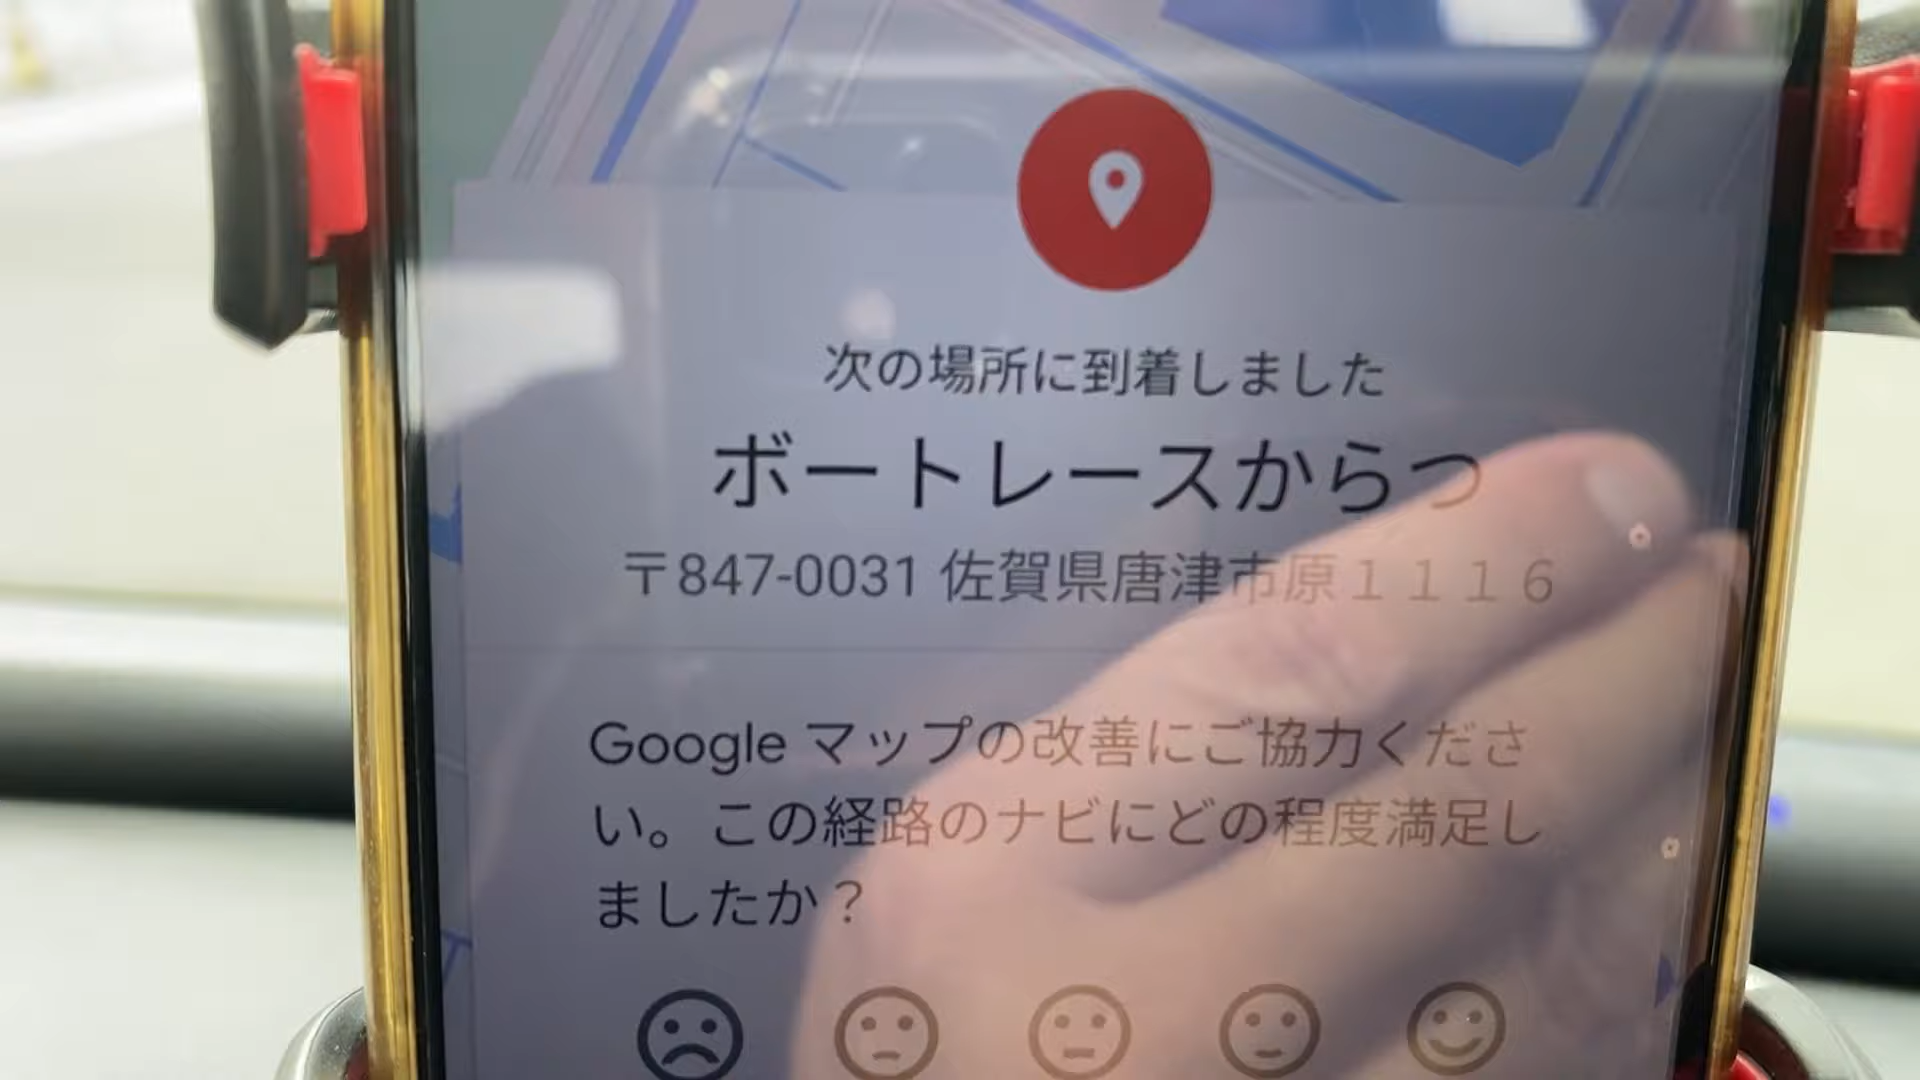 次の場所に到着しました
ボートレースからつ
〒847-0031 佐賀県唐津市原１１１６
Google マップの改善にご協力くださ
い。この経路のナビにどの程度満足し
ましたか？